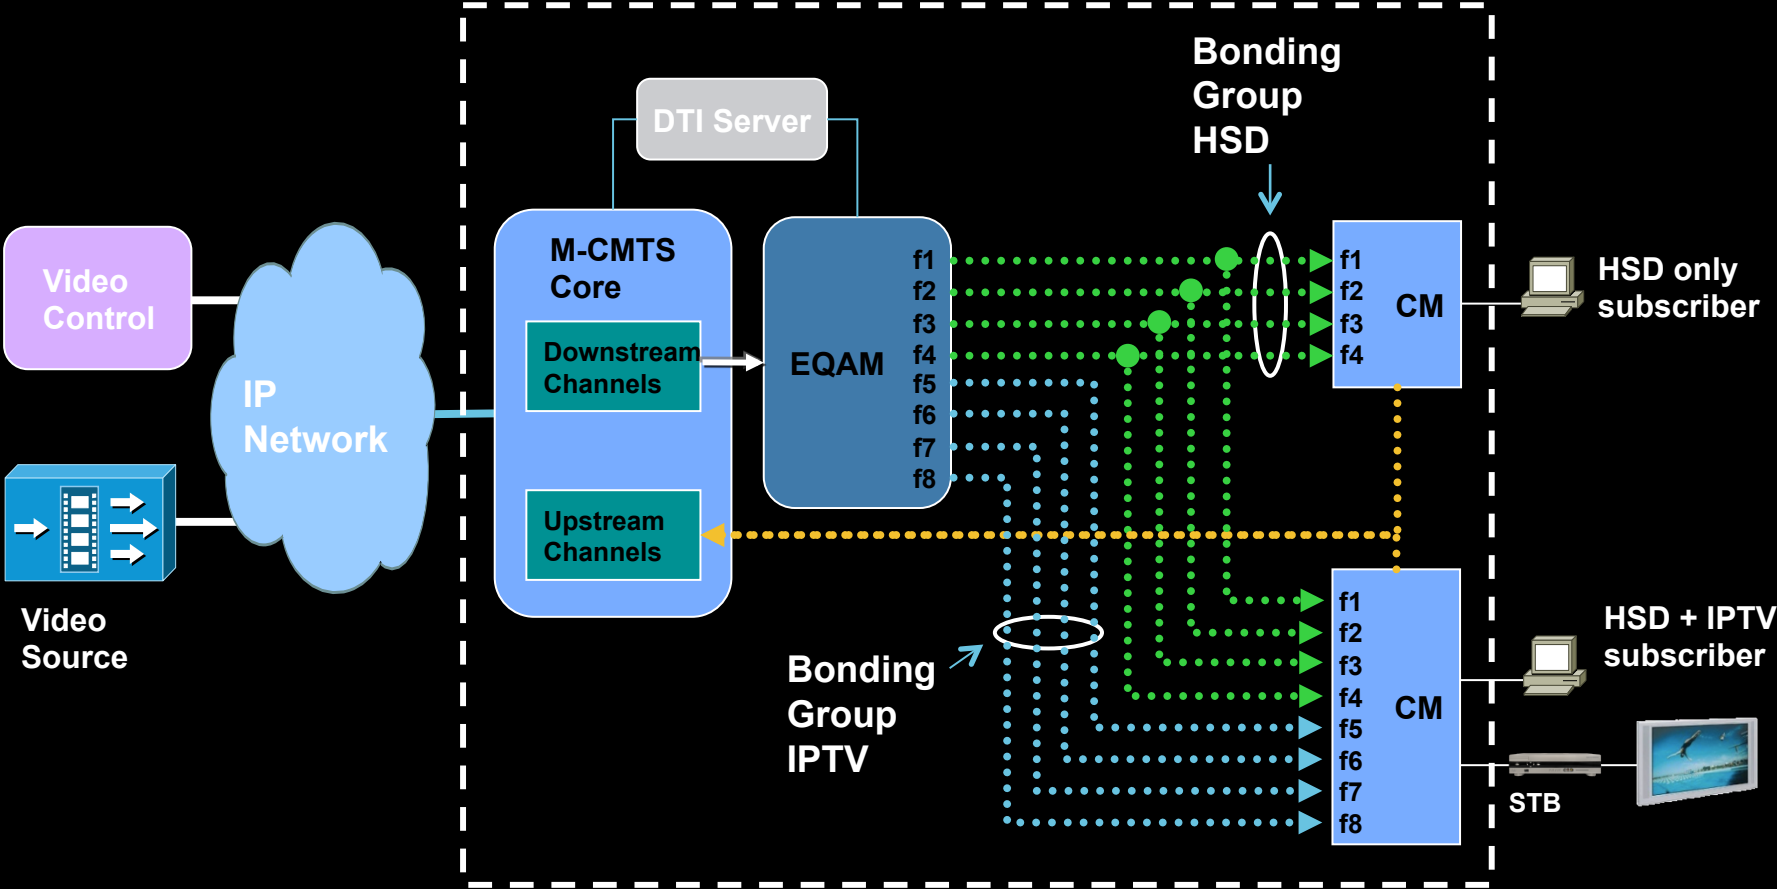 Bonding
Group
HSD
DTI Server
M-CMTS
Core
Downstream
Channels
Upstream
Channels
EQAM
f1
f2
f3
f4
f5
f6
f7
f8
Video
Control
IP
Network
Video
Source
f1
f2
f3
f4
CM
HSD only
subscriber
Bonding
Group
IPTV
f1
f2
f3
f4
f5
f6
f7
f8
CM
HSD + IPTV
subscriber
STB